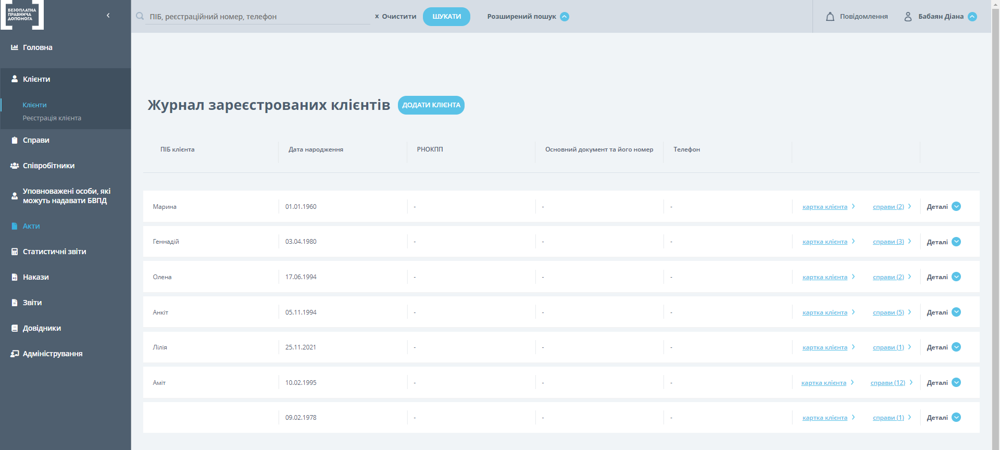 БЕЗОПЛАТНА
ПРАВНИЧА
ДОПОМОГА
ПІБ, реєстраційний номер, телефон
x Очистити
ШУКАТИ
Розширений пошук
Повідомлення
Бабаян Діана
Головна
Клієнти
Клієнти
Реєстрація клієнта
Справи
Співробітники
Уповноважені особи, які
можуть надавати БВПД
Акти
Статистичні звіти
Накази
Звіти
Довідники
Адміністрування
Журнал зареєстрованих клієнтів
ДОДАТИ КЛІЄНТА
ПІБ клієнта Дата народження РНОКПП Основний документ та його номер Телефон
Марина 01.01.1960 - - - картка клієнта справи (2) Деталі
Геннадій 03.04.1980 - - - картка клієнта справи (3) Деталі
Олена 17.06.1994 - - - картка клієнта справи (2) Деталі
Анкіт 05.11.1994 - - - картка клієнта справи (5) Деталі
Лілія 25.11.2021 - - - картка клієнта справи (1) Деталі
Аміт 10.02.1995 - - - картка клієнта справи (12) Деталі
09.02.1978 - - - картка клієнта справи (1) Деталі